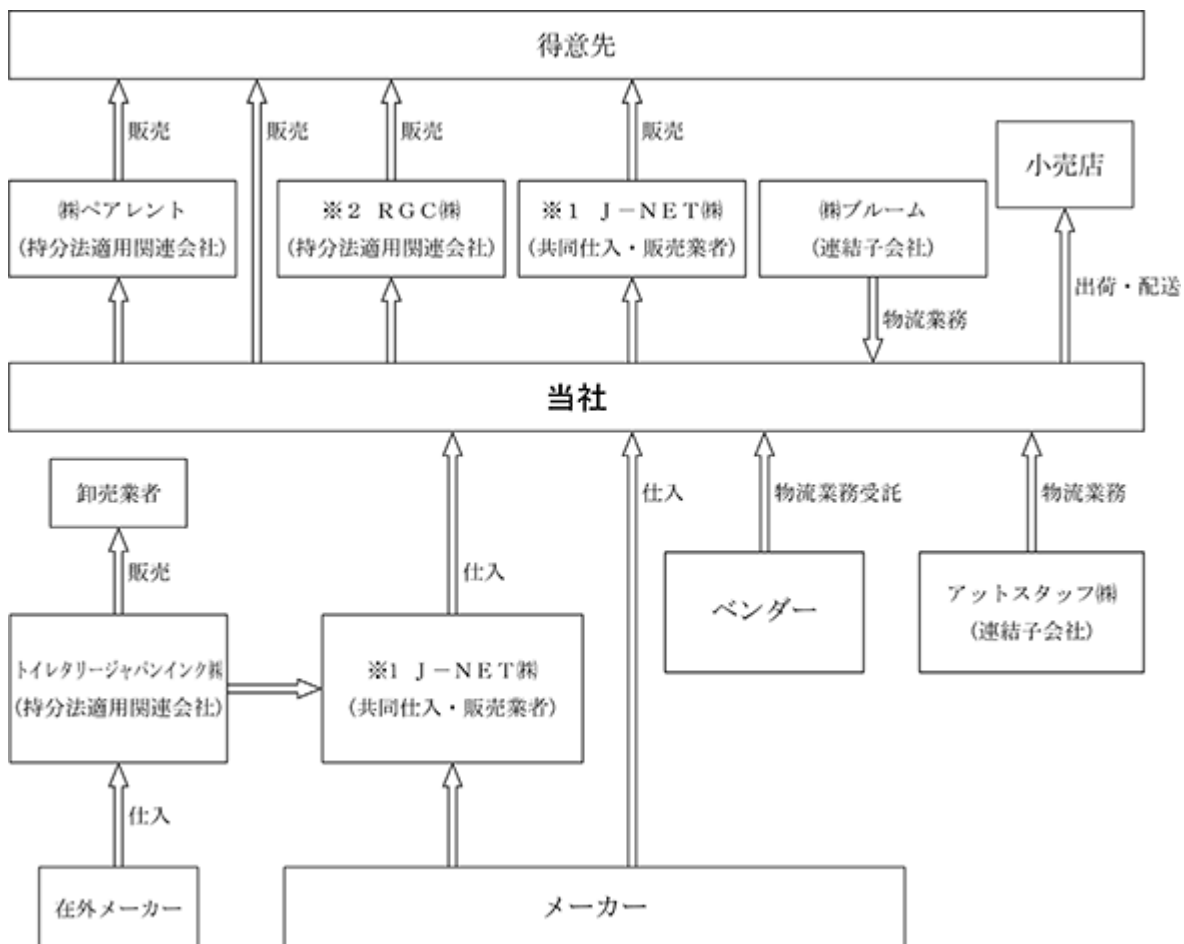 得意先
販売
販売
販売
販売
小売店
㈱ペアレント
(持分法適用関連会社)
※2 RGC㈱
(持分法適用関連会社)
※1 J－NET㈱
(共同仕入・販売業者)
㈱ブルーム
(連結子会社)
出荷・配送
物流業務
当社
卸売業者
仕入
物流業務受託
物流業務
販売
仕入
ベンダー
アットスタッフ㈱
(連結子会社)
トイレタリージャパンインク㈱
(持分法適用関連会社)
※1 J－NET㈱
(共同仕入・販売業者)
仕入
在外メーカー
メーカー